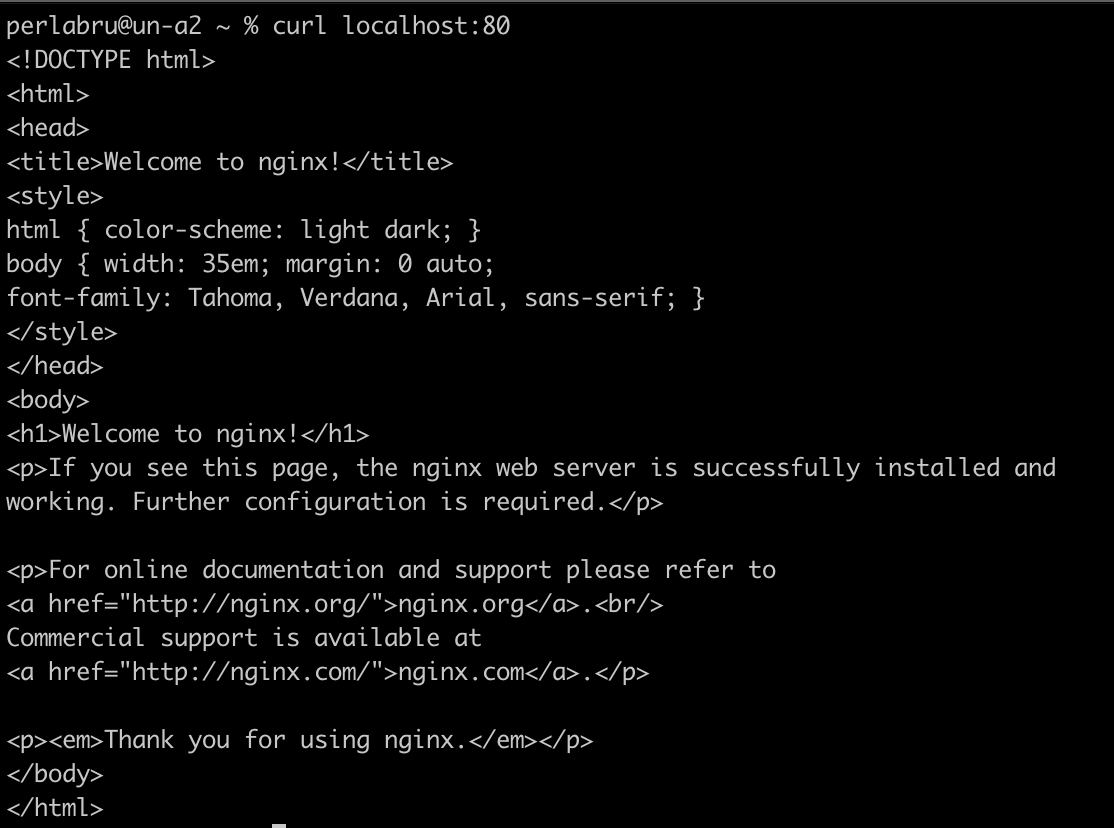 perlabru@un-a2 ~ % curl localhost:80
<!DOCTYPE html>
<html>
<head>
<title>Welcome to nginx!</title>
<style>
html { color-scheme: light dark; }
body { width: 35em; margin: 0 auto;
font-family: Tahoma, Verdana, Arial, sans-serif; }
</style>
</head>
<body>
<h1>Welcome to nginx!</h1>
<p>If you see this page, the nginx web server is successfully installed and
working. Further configuration is required.</p>

<p>For online documentation and support please refer to
<a href="http://nginx.org/">nginx.org</a>.<br/>
Commercial support is available at
<a href="http://nginx.com/">nginx.com</a>.</p>

<p><em>Thank you for using nginx.</em></p>
</body>
</html>